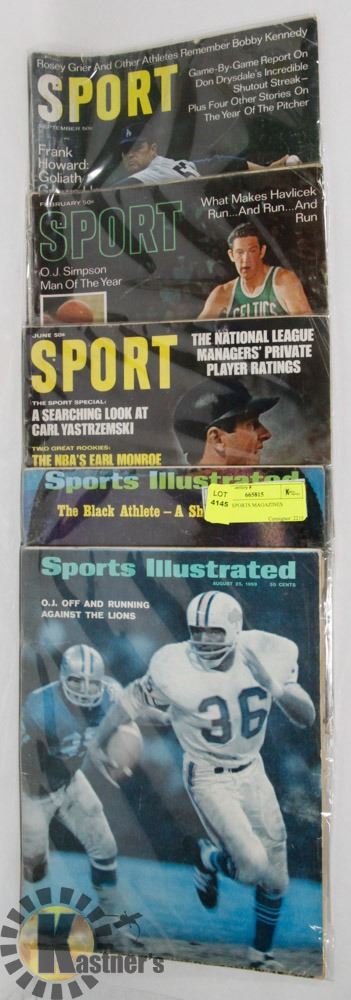 Rosey Grier And Other Athletes Remember Bobby Kennedy
SPORT
SEPTEMBER 50¢
Game-By-Game Report On
Don Drysdale's Incredible
Shutout Streak—
Plus Four Other Stories On
The Year Of The Pitcher
Frank
Howard:
Goliath
FEBRUARY 50¢
SPORT
What Makes Havlicek
Run...And Run...And
Run
O.J. Simpson
Man Of The Year
CELTICS
JUNE 50¢
SPORT
THE NATIONAL LEAGUE
MANAGERS' PRIVATE
PLAYER RATINGS
THE SPORT SPECIAL:
A SEARCHING LOOK AT
CARL YASTRZEMSKI
TWO GREAT ROOKIES:
THE NBA'S EARL MONROE
Sports Illustrated
The Black Athlete – A Sh
LOT
4145
665815
SPORTS MAGAZINES
Sports Illustrated
AUGUST 25, 1969 50 CENTS
O.J. OFF AND RUNNING
AGAINST THE LIONS
36
Kastner's